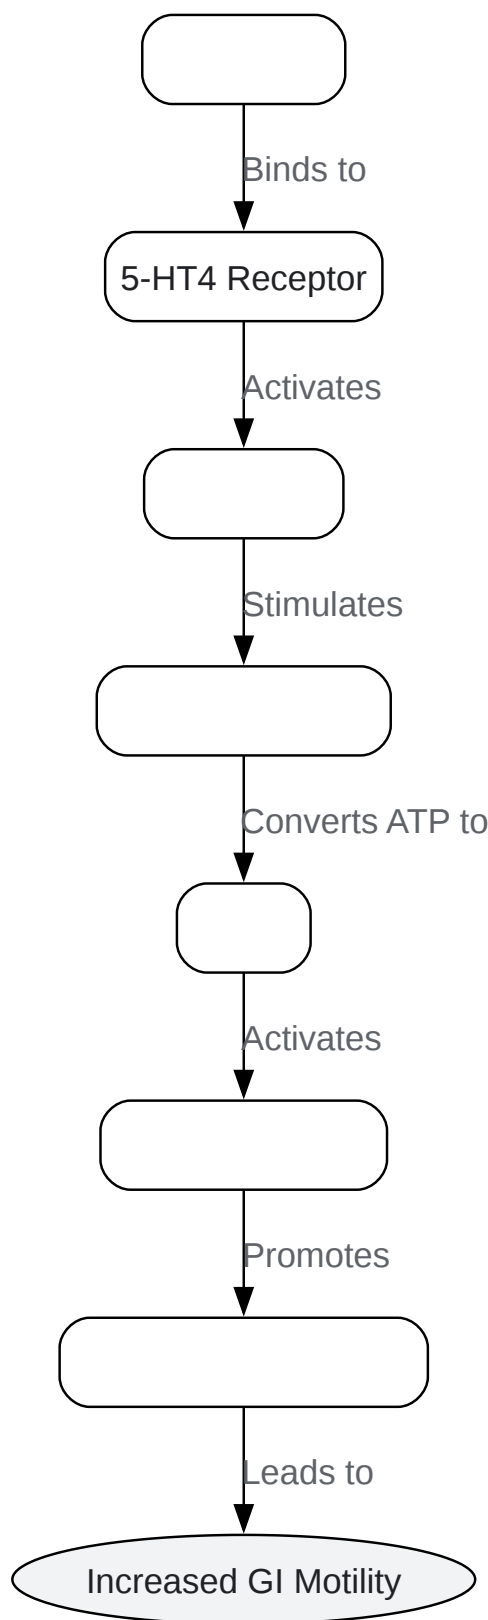 Binds to
5-HT4 Receptor
Activates
Stimulates
Converts ATP to
Activates
Promotes
Leads to
Increased GI Motility